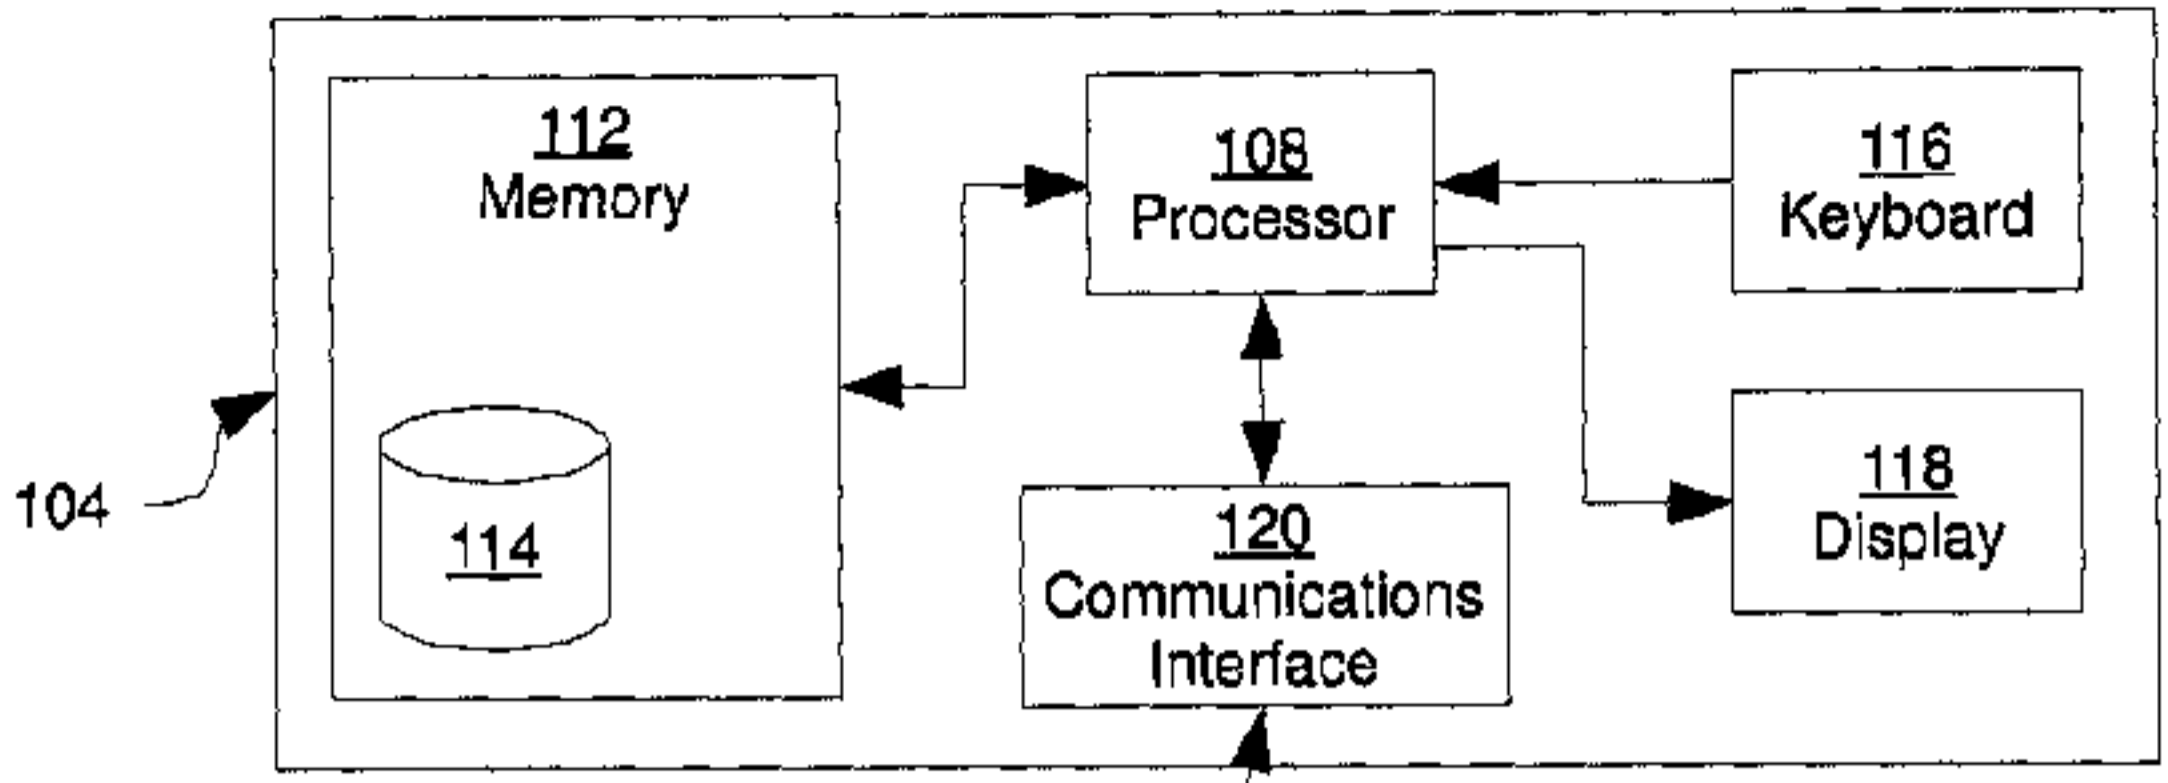 112
Memory
108
Processor
116
Keyboard
104
114
120
Communications
Interface
118
Display